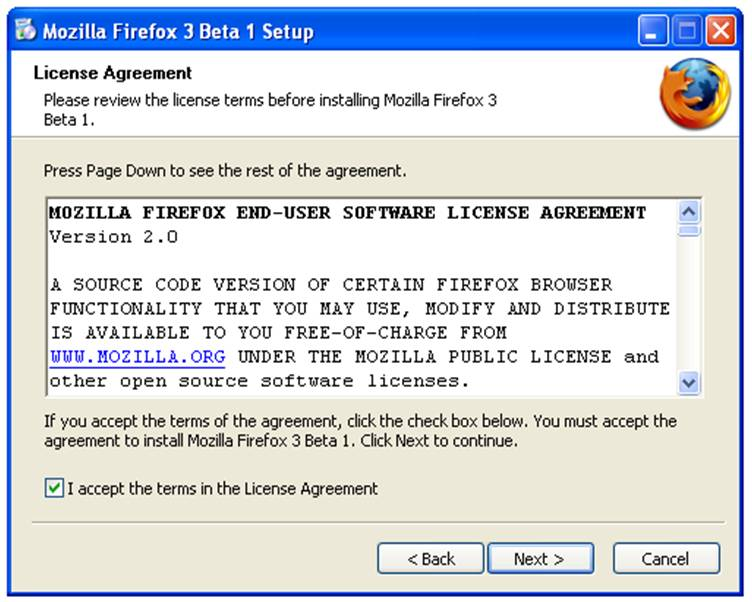 Mozilla Firefox 3 Beta 1 Setup
License Agreement
Please review the license terms before installing Mozilla Firefox 3
Beta 1.
Press Page Down to see the rest of the agreement.
MOZILLA FIREFOX END-USER SOFTWARE LICENSE AGREEMENT
Version 2.0
A SOURCE CODE VERSION OF CERTAIN FIREFOX BROWSER
FUNCTIONALITY THAT YOU MAY USE, MODIFY AND DISTRIBUTE
IS AVAILABLE TO YOU FREE-OF-CHARGE FROM
WWW.MOZILLA.ORG UNDER THE MOZILLA PUBLIC LICENSE and
other open source software licenses.
If you accept the terms of the agreement, click the check box below. You must accept the
agreement to install Mozilla Firefox 3 Beta 1. Click Next to continue.
I accept the terms in the License Agreement
< Back Next > Cancel